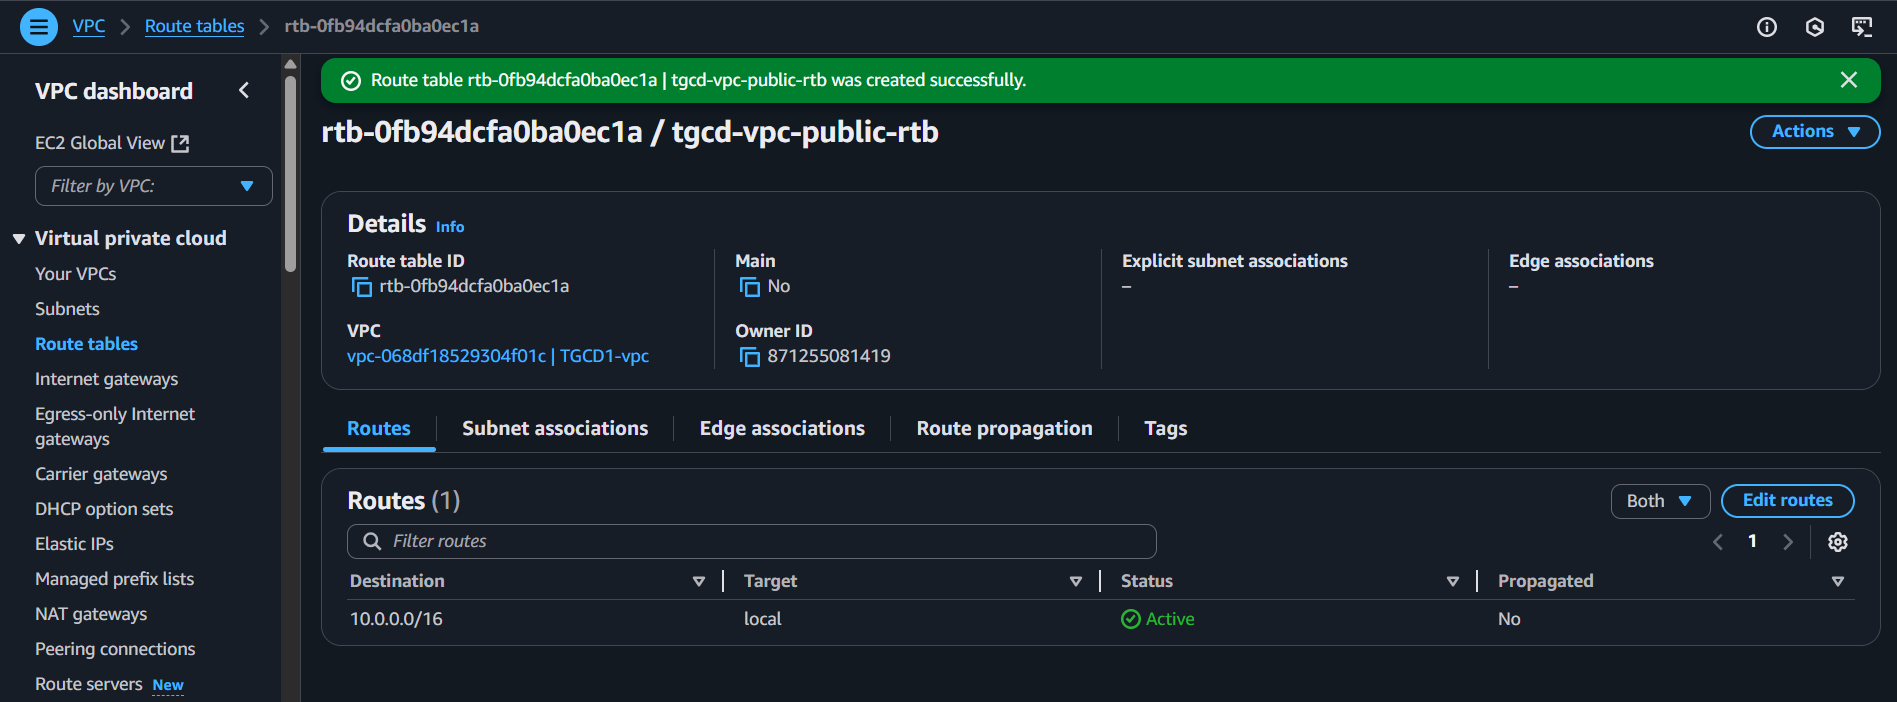 VPC
Route tables
rtb-0fb94dcfa0ba0ec1a
VPC dashboard
EC2 Global View
Filter by VPC:
Virtual private cloud
Your VPCs
Subnets
Route tables
Internet gateways
Egress-only Internet
gateways
Carrier gateways
DHCP option sets
Elastic IPs
Managed prefix lists
NAT gateways
Peering connections
Route servers New
Route table rtb-0fb94dcfa0ba0ec1a | tgcd-vpc-public-rtb was created successfully.
rtb-0fb94dcfa0ba0ec1a / tgcd-vpc-public-rtb
Actions
Details Info
Route table ID
rtb-0fb94dcfa0ba0ec1a
Main
No
Explicit subnet associations
–
Edge associations
–
VPC
vpc-068df18529304f01c | TGCD1-vpc
Owner ID
871255081419
Routes
Subnet associations
Edge associations
Route propagation
Tags
Routes (1)
Both
Edit routes
Filter routes
1
Destination Target Status Propagated
10.0.0.0/16 local Active No